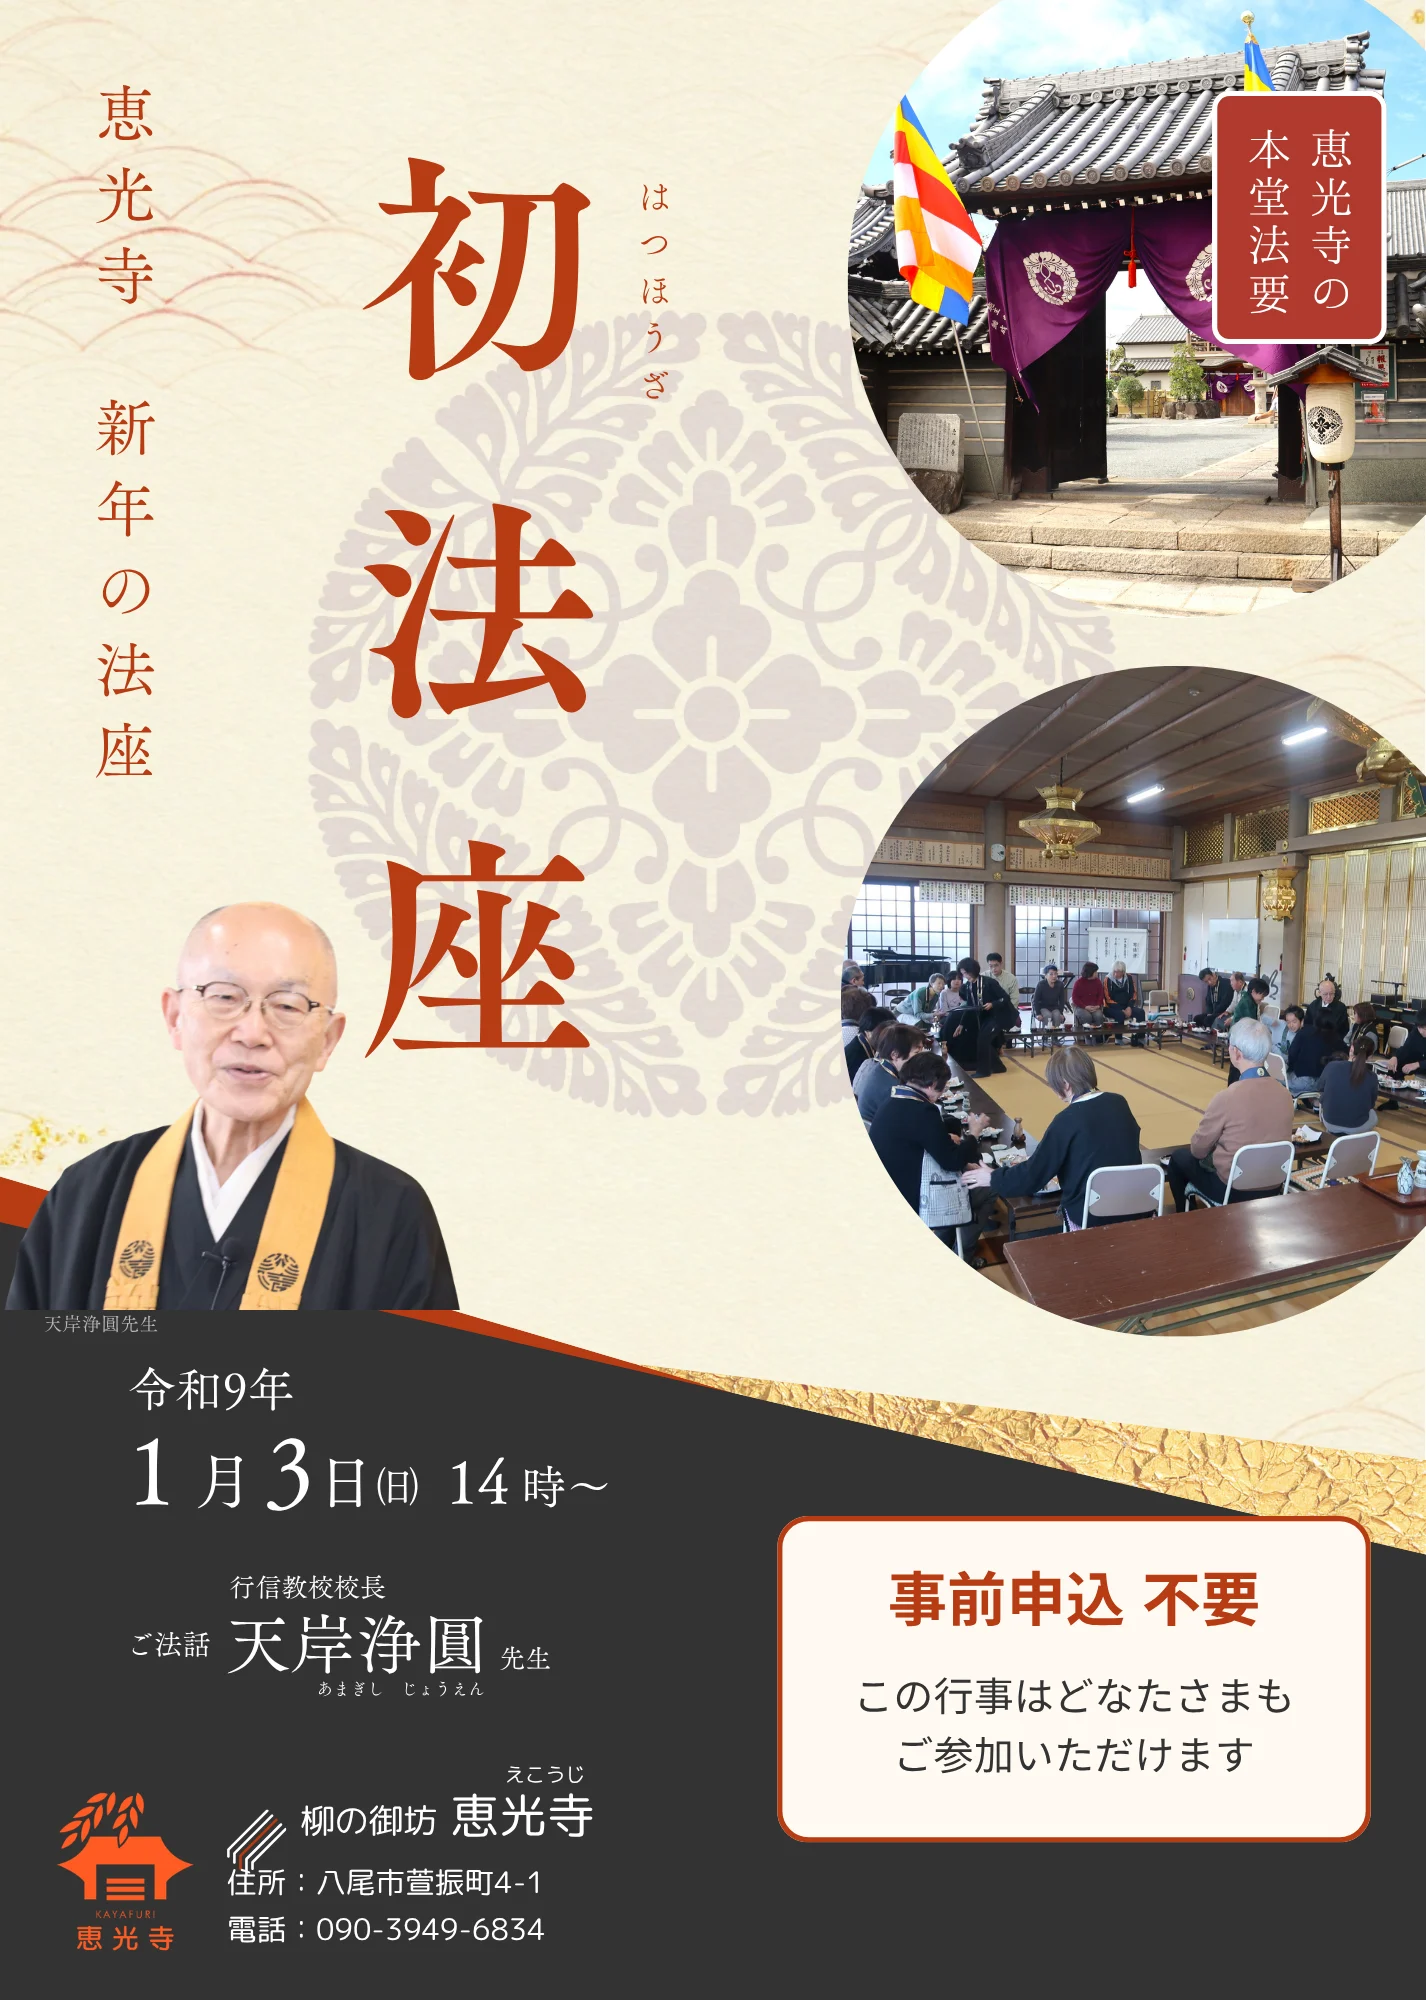 恵光寺の
本堂法要
はつほうざ
初法座
恵光寺 新年の法座
天岸浄圓先生
令和9年
1月3日(日) 14時～
行信教校校長
ご法話 天岸浄圓 先生
あまぎし じょうえん
事前申込 不要
この行事はどなたさまも
ご参加いただけます
えこうじ
柳の御坊 恵光寺
住所：八尾市萱振町4-1
電話：090-3949-6834
KAYAFURI
恵光寺